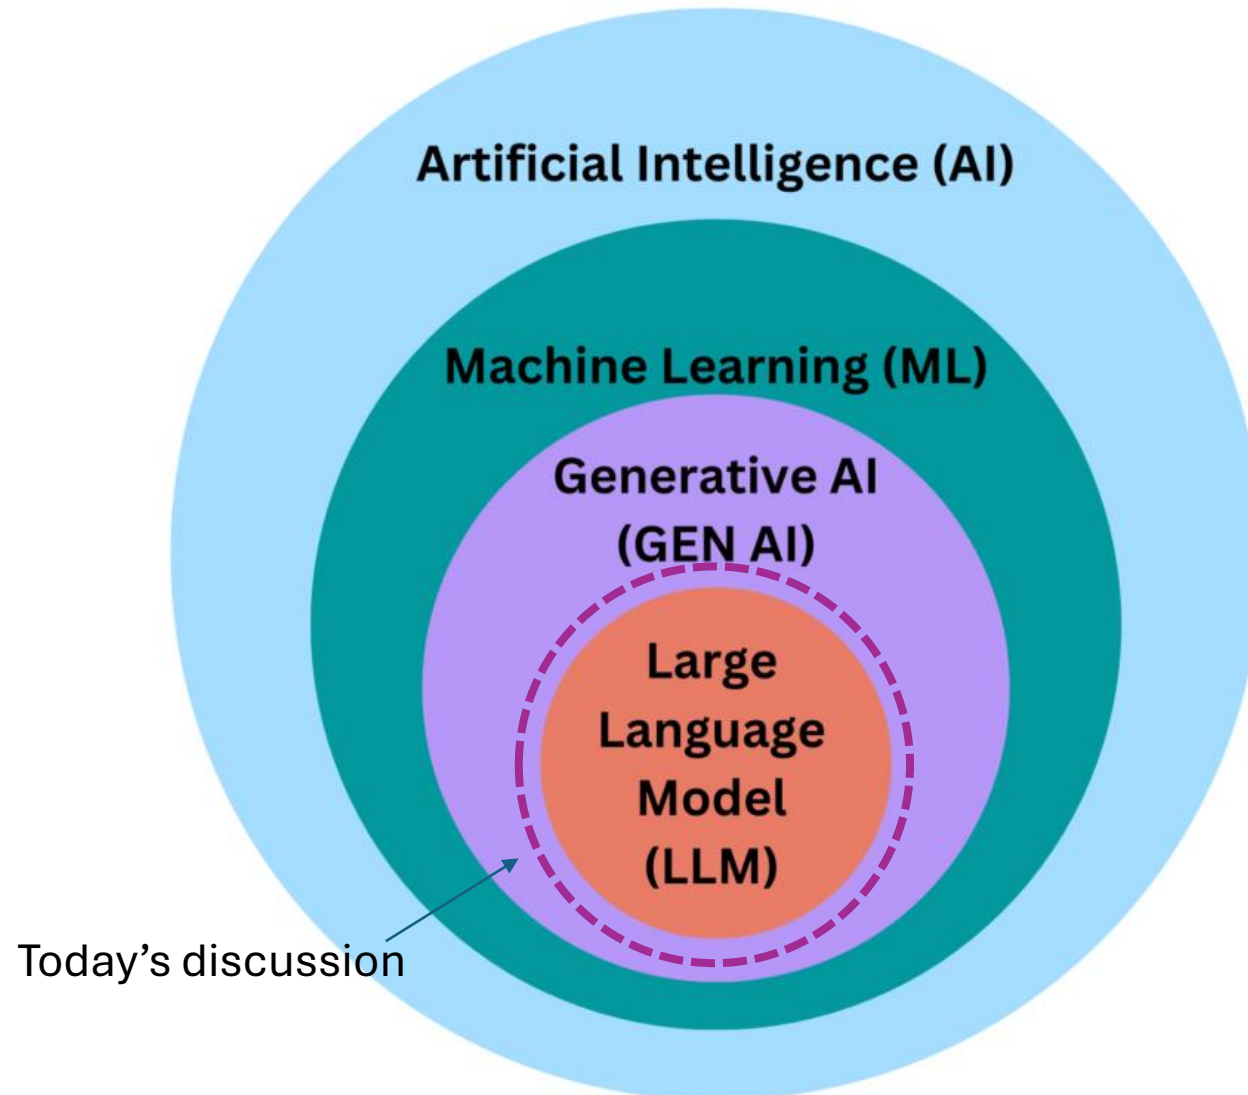 Artificial Intelligence (AI)
Machine Learning (ML)
Generative AI
(GEN AI)
Large
Language
Model
(LLM)
Today’s discussion